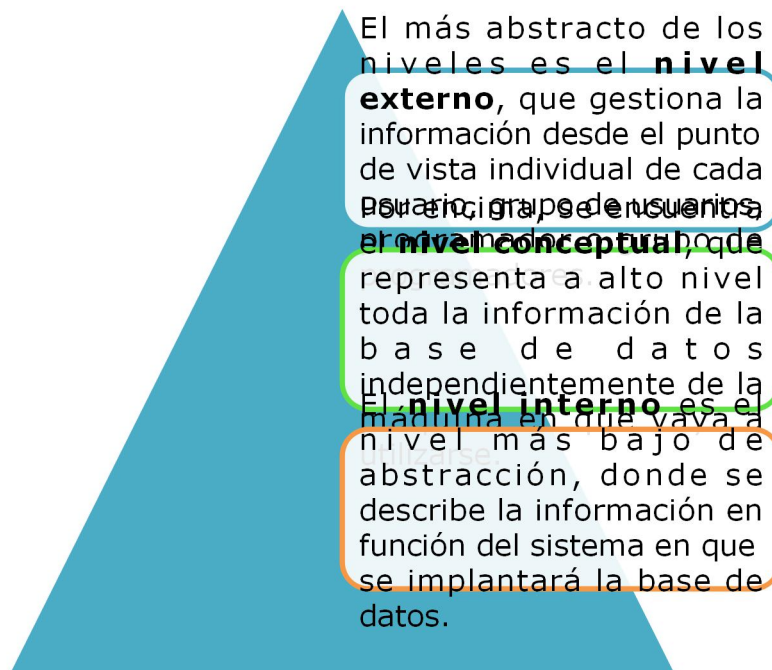 El más abstracto de los
niveles es el nivel
externo, que gestiona la
información desde el punto
de vista individual de cada
usuario, grupo de usuarios,
programador o grupo de
programadores.
Por encima, se encuentra
el nivel conceptual, que
representa a alto nivel
toda la información de la
base de datos
independientemente de la
máquina en que vaya a
utilizarse.
El nivel interno es el
nivel más bajo de
abstracción, donde se
describe la información en
función del sistema en que
se implantará la base de
datos.